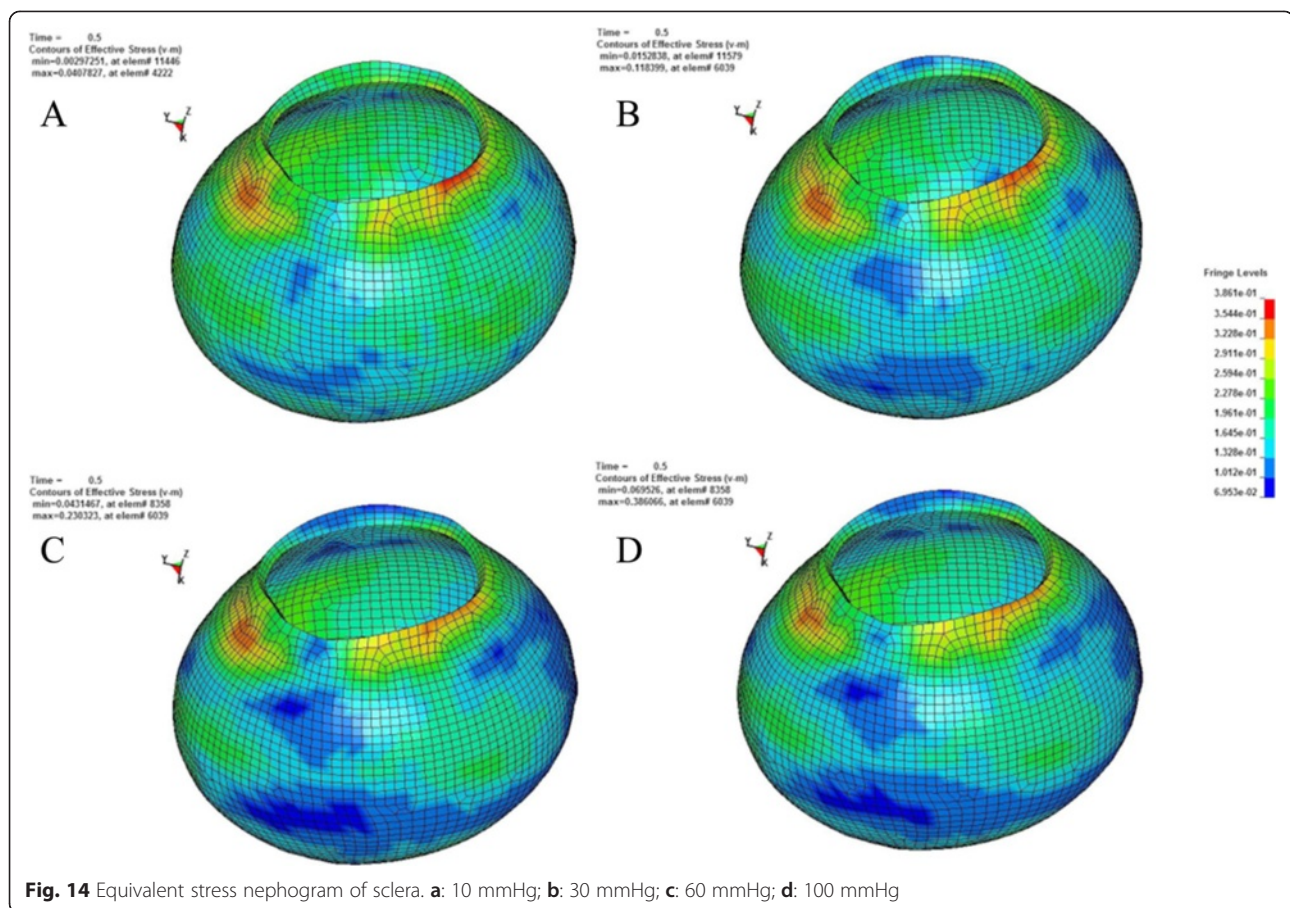 Time = 0.5
Contours of Effective Stress (v-m)
min=0.00297251, at elem# 11446
max=0.0407827, at elem# 4222
A
Y
Z
X
Time = 0.5
Contours of Effective Stress (v-m)
min=0.0152838, at elem# 11579
max=0.118399, at elem# 6039
B
Y
Z
X
Fringe Levels
3.861e-01
3.544e-01
3.228e-01
2.911e-01
2.594e-01
2.278e-01
1.961e-01
1.645e-01
1.328e-01
1.012e-01
6.953e-02
Time = 0.5
Contours of Effective Stress (v-m)
min=0.0431467, at elem# 8358
max=0.230323, at elem# 6039
C
Y
Z
X
Time = 0.5
Contours of Effective Stress (v-m)
min=0.069526, at elem# 8358
max=0.386066, at elem# 6039
D
Y
Z
X
Fig. 14 Equivalent stress nephogram of sclera. a: 10 mmHg; b: 30 mmHg; c: 60 mmHg; d: 100 mmHg